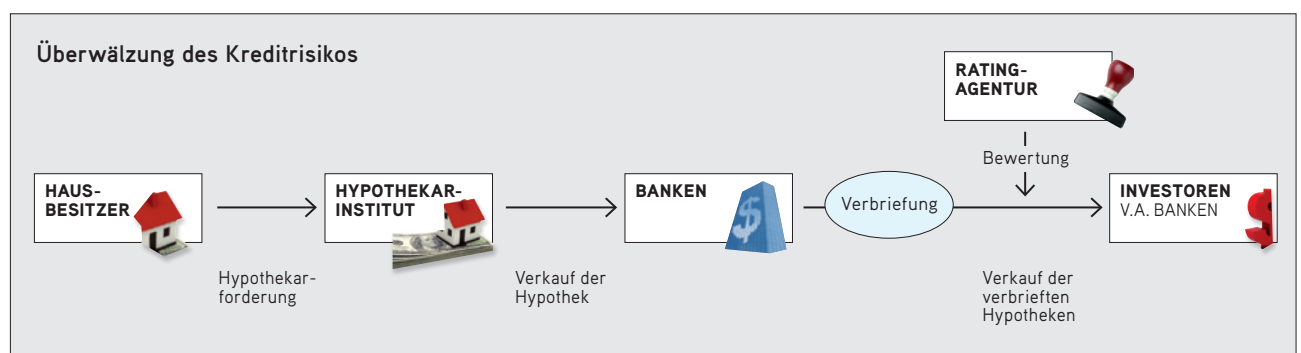 Überwälzung des Kreditrisikos
RATING-
AGENTUR
Bewertung
HAUS-
BESITZER
HYPOTHEKAR-
INSTITUT
BANKEN
$
Verbriefung
INVESTOREN
V.A. BANKEN
$
Hypothekar-
forderung
Verkauf der
Hypothek
Verkauf der
verbrieften
Hypotheken